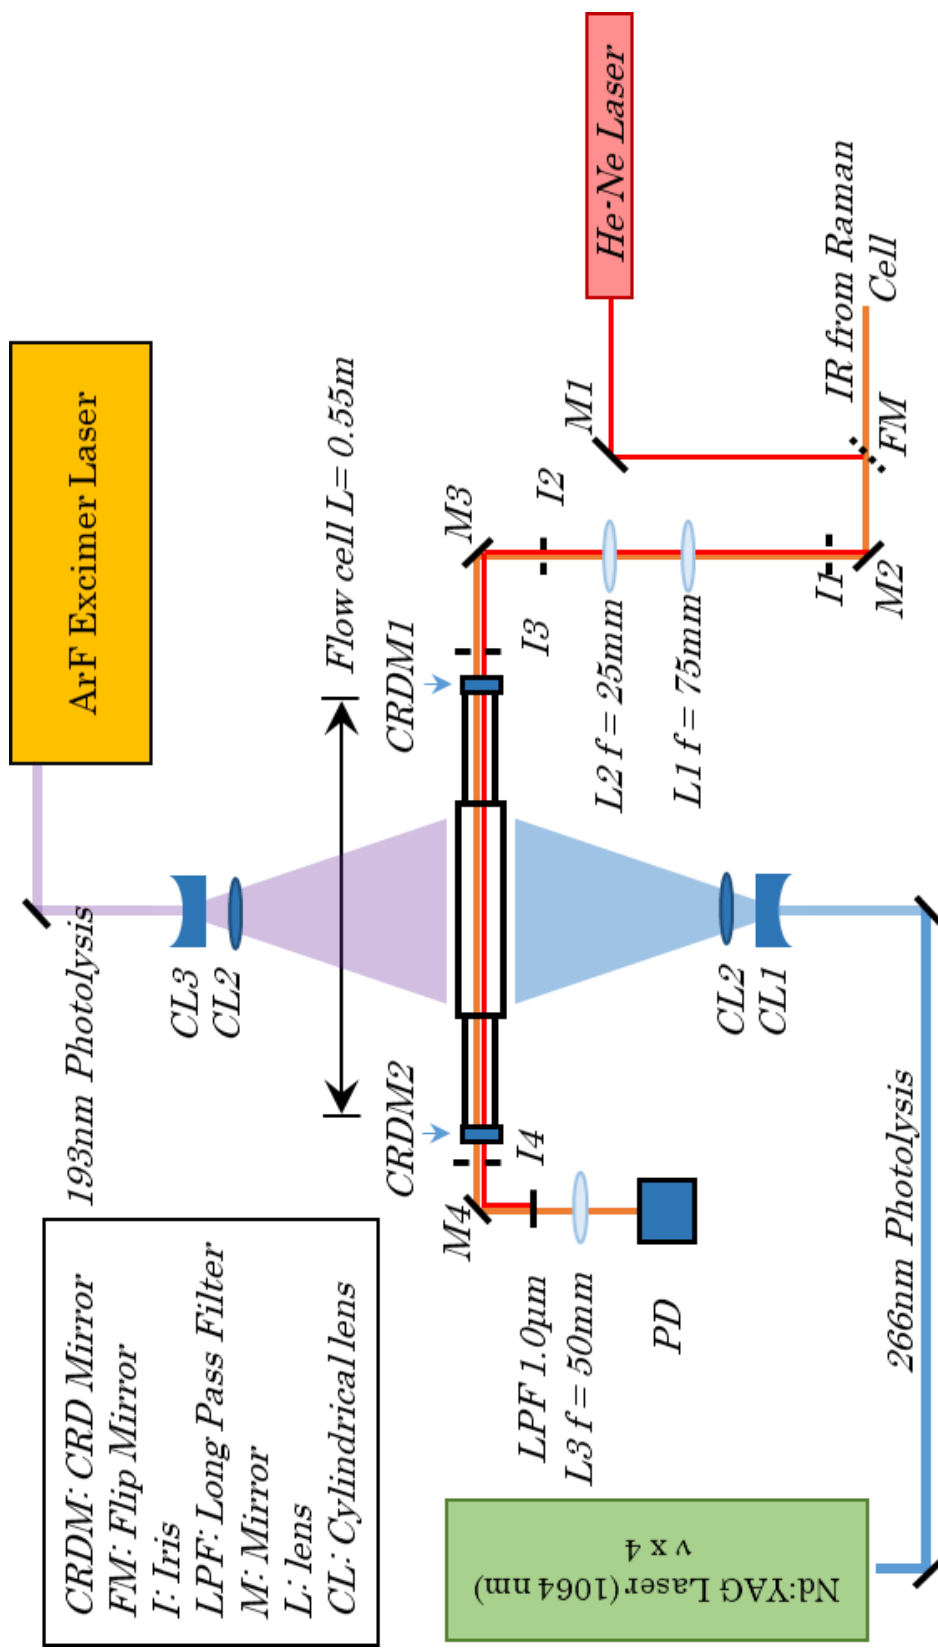 CRDM: CRD Mirror
FM: Flip Mirror
I: Iris
LPF: Long Pass Filter
M: Mirror
L: lens
CL: Cylindrical lens
193nm Photolysis
ArF Excimer Laser
CL3
CL2
Flow cell L= 0.55m
CRDM2
CRDM1
M4
I4
I3
M3
I2
M1
He-Ne Laser
LPF 1.0μm
L3 f = 50mm
PD
L2 f = 25mm
L1 f = 75mm
CL2
CL1
I1
M2
FM
IR from Raman
Cell
Nd:YAG Laser (1064 nm)
ν x 4
266nm Photolysis